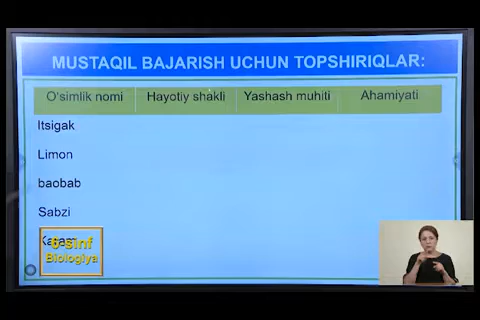 MUSTAQIL BAJARISH UCHUN TOPSHIRIQLAR:
O'simlik nomi Hayotiy shakli Yashash muhiti Ahamiyati
Itsigak
Limon
baobab
Sabzi
6-sinf
Biologiya